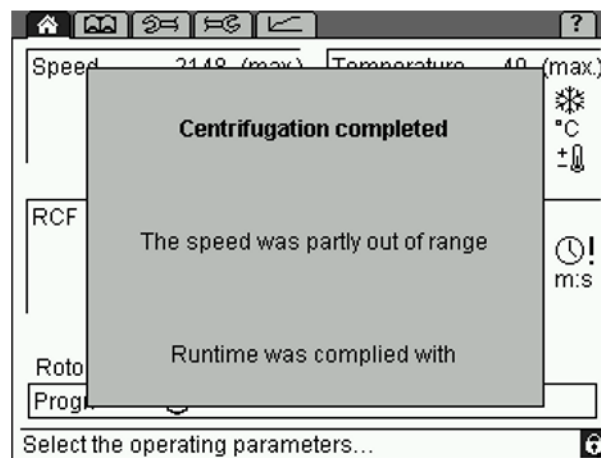 ?
Speed 2148 (max.) Temperature 40 (max.)
Centrifugation completed
°C
RCF
The speed was partly out of range
m:s
Runtime was complied with
Roto
Progr
Select the operating parameters...